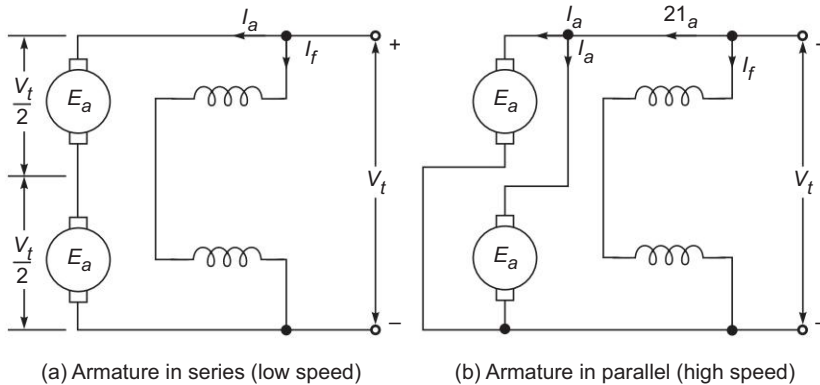 I_a
+
I_f
V_t
2
E_a
V_t
V_t
2
E_a
–
(a) Armature in series (low speed)
I_a
21_a
–
I_a
I_f
E_a
V_t
E_a
–
(b) Armature in parallel (high speed)